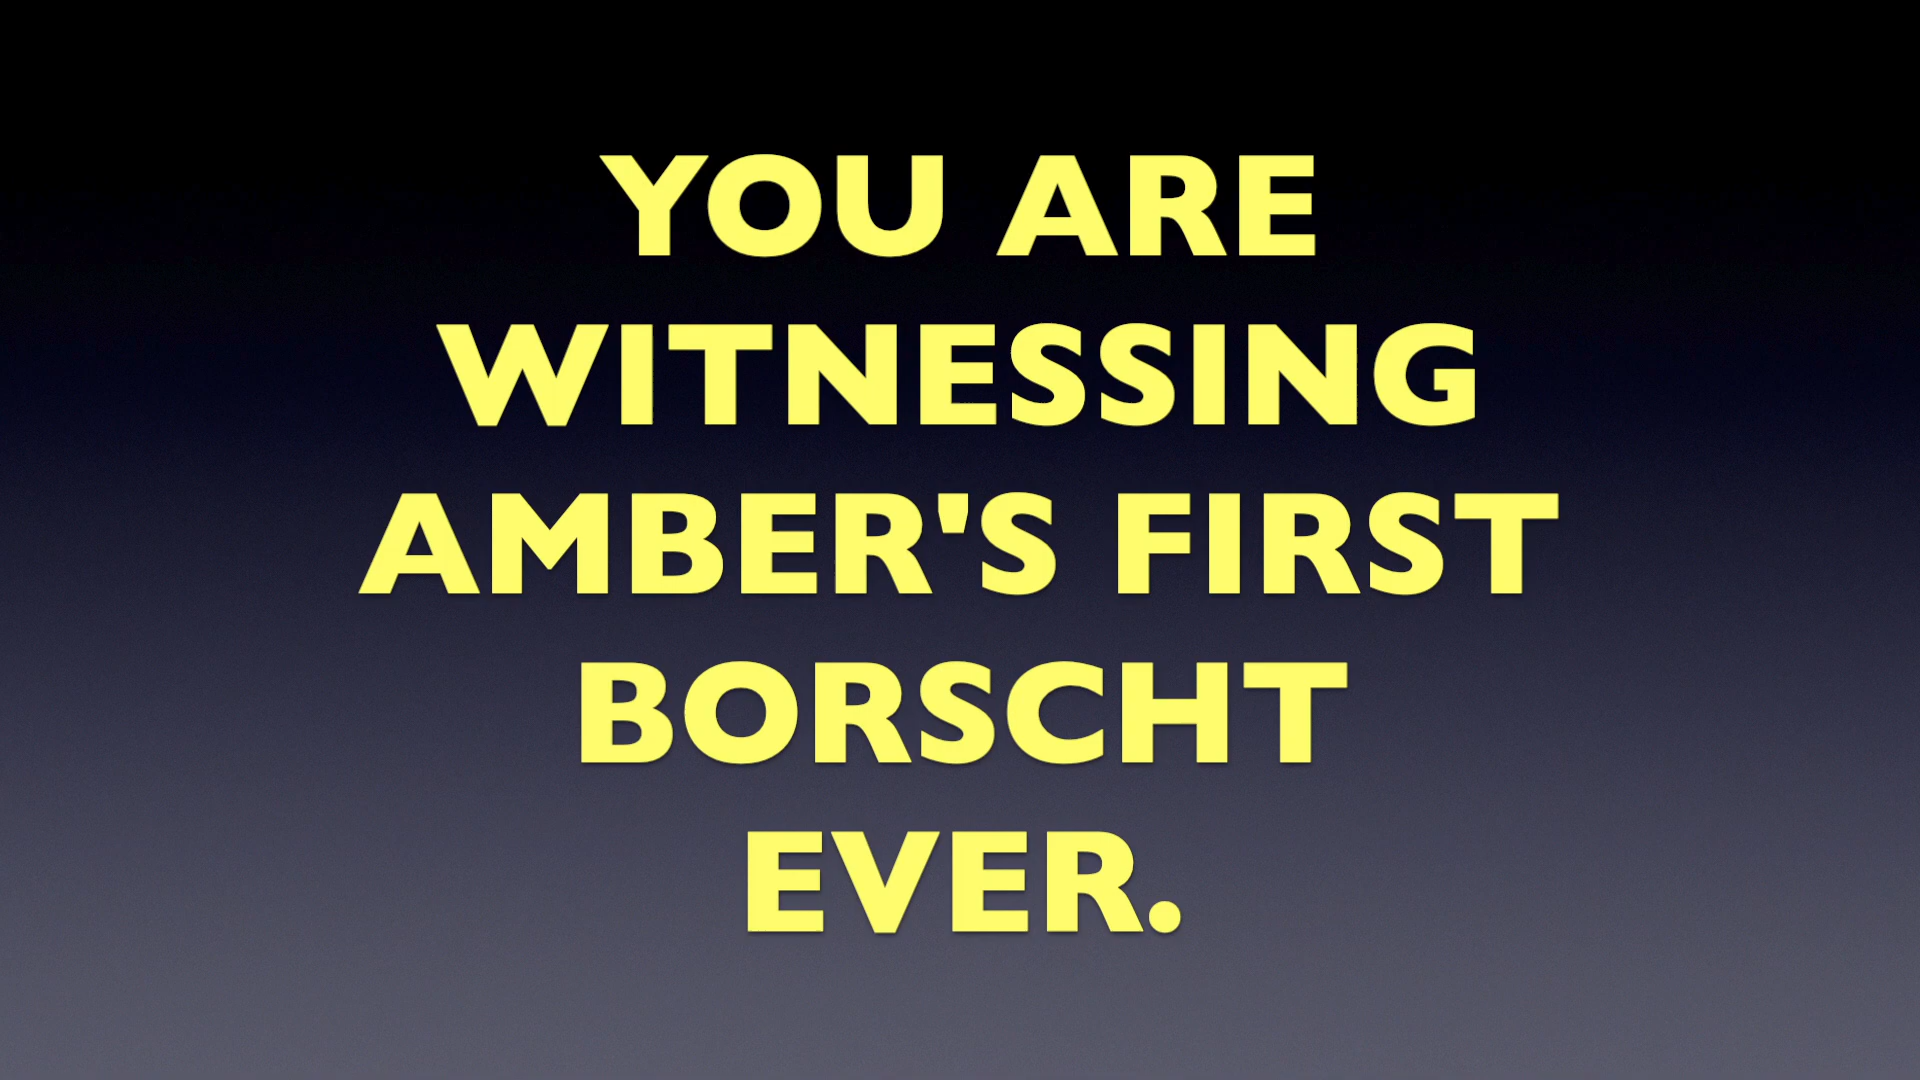 YOU ARE
WITNESSING
AMBER'S FIRST
BORSCHT
EVER.